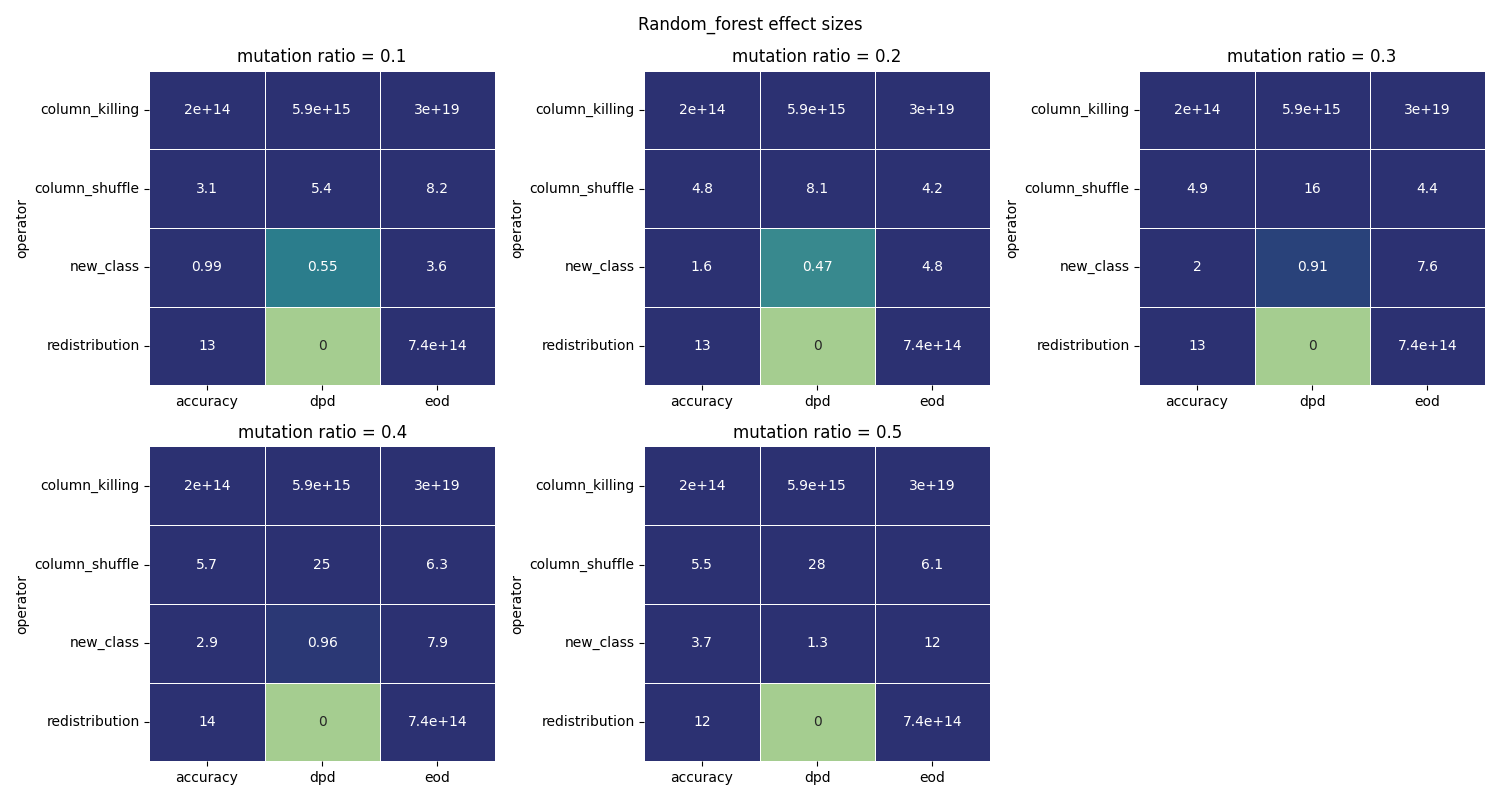 Random_forest effect sizes
mutation ratio = 0.1
operator
column_killing 2e+14 5.9e+15 3e+19
column_shuffle 3.1 5.4 8.2
new_class 0.99 0.55 3.6
redistribution 13 0 7.4e+14
accuracy dpd eod
mutation ratio = 0.2
operator
column_killing 2e+14 5.9e+15 3e+19
column_shuffle 4.8 8.1 4.2
new_class 1.6 0.47 4.8
redistribution 13 0 7.4e+14
accuracy dpd eod
mutation ratio = 0.3
operator
column_killing 2e+14 5.9e+15 3e+19
column_shuffle 4.9 16 4.4
new_class 2 0.91 7.6
redistribution 13 0 7.4e+14
accuracy dpd eod
mutation ratio = 0.4
operator
column_killing 2e+14 5.9e+15 3e+19
column_shuffle 5.7 25 6.3
new_class 2.9 0.96 7.9
redistribution 14 0 7.4e+14
accuracy dpd eod
mutation ratio = 0.5
operator
column_killing 2e+14 5.9e+15 3e+19
column_shuffle 5.5 28 6.1
new_class 3.7 1.3 12
redistribution 12 0 7.4e+14
accuracy dpd eod